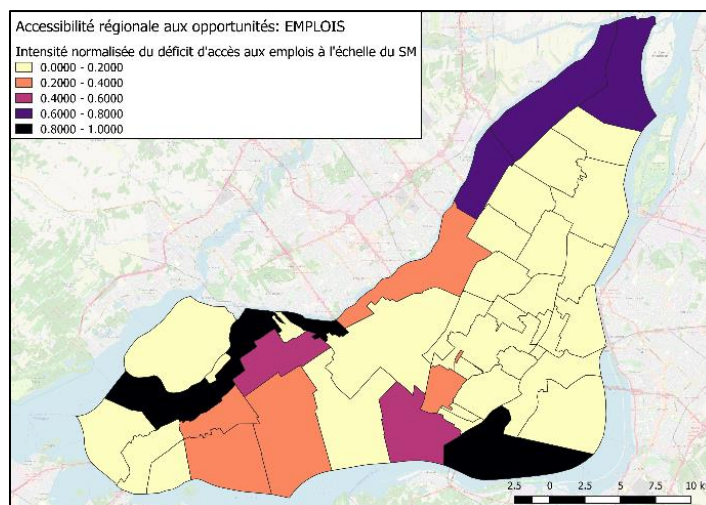 Accessibilité régionale aux opportunités: EMPLOIS
Intensité normalisée du déficit d'accès aux emplois à l'échelle du SM
0.0000 - 0.2000
0.2000 - 0.4000
0.4000 - 0.6000
0.6000 - 0.8000
0.8000 - 1.0000
2.5 0 2.5 5 7.5 10 k